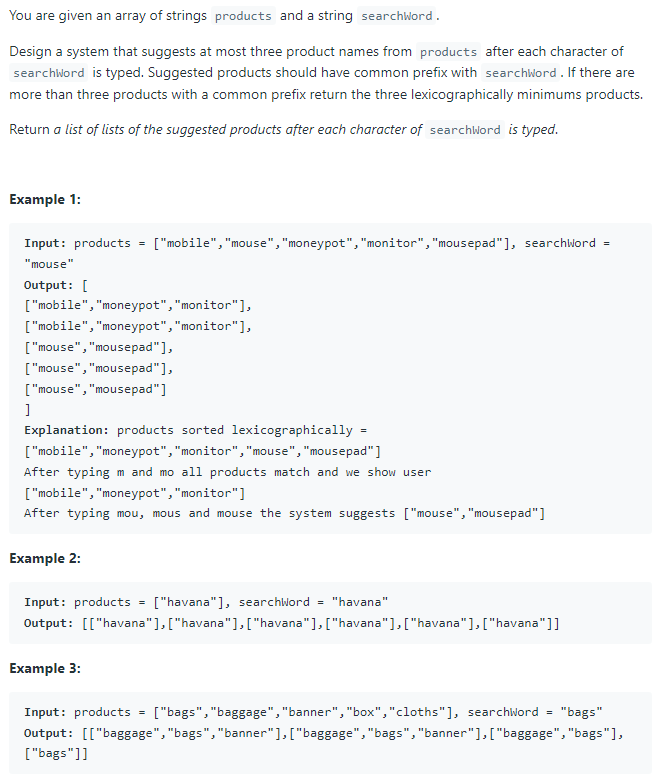 You are given an array of strings products and a string searchWord.
Design a system that suggests at most three product names from products after each character of
searchWord is typed. Suggested products should have common prefix with searchWord. If there are
more than three products with a common prefix return the three lexicographically minimums products.
Return a list of lists of the suggested products after each character of searchWord is typed.
Example 1:
Input: products = ["mobile","mouse","moneypot","monitor","mousepad"], searchWord =
"mouse"
Output: [
["mobile","moneypot","monitor"],
["mobile","moneypot","monitor"],
["mouse","mousepad"],
["mouse","mousepad"],
["mouse","mousepad"]
]
Explanation: products sorted lexicographically =
["mobile","moneypot","monitor","mouse","mousepad"]
After typing m and mo all products match and we show user
["mobile","moneypot","monitor"]
After typing mou, mous and mouse the system suggests ["mouse","mousepad"]
Example 2:
Input: products = ["havana"], searchWord = "havana"
Output: [["havana"],["havana"],["havana"],["havana"],["havana"],["havana"]]
Example 3:
Input: products = ["bags","baggage","banner","box","cloths"], searchWord = "bags"
Output: [["baggage","bags","banner"],["baggage","bags","banner"],["baggage","bags"],
["bags"]]